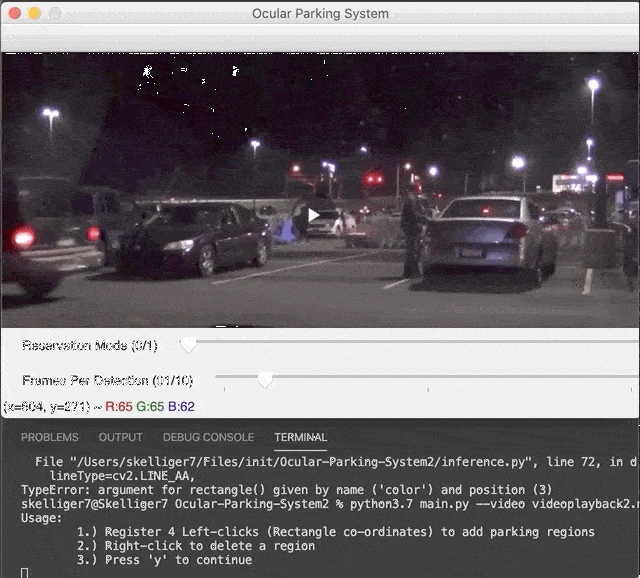 Ocular Parking System
Reservation Mode (0/1)
Frames Per Detection (01/10)
(x=604, y=271) ~ R:65 G:65 B:62
PROBLEMS OUTPUT DEBUG CONSOLE TERMINAL
File "/Users/skelliger7/Files/init/Ocular-Parking-System2/inference.py", line 72, in d
lineType=cv2.LINE_AA,
TypeError: argument for rectangle() given by name ('color') and position (3)
skelliger7@Skelliger7 Ocular-Parking-System2 % python3.7 main.py --video videoplayback2.m
Usage:
1.) Register 4 Left-clicks (Rectangle co-ordinates) to add parking regions
2.) Right-click to delete a region
3.) Press 'y' to continue